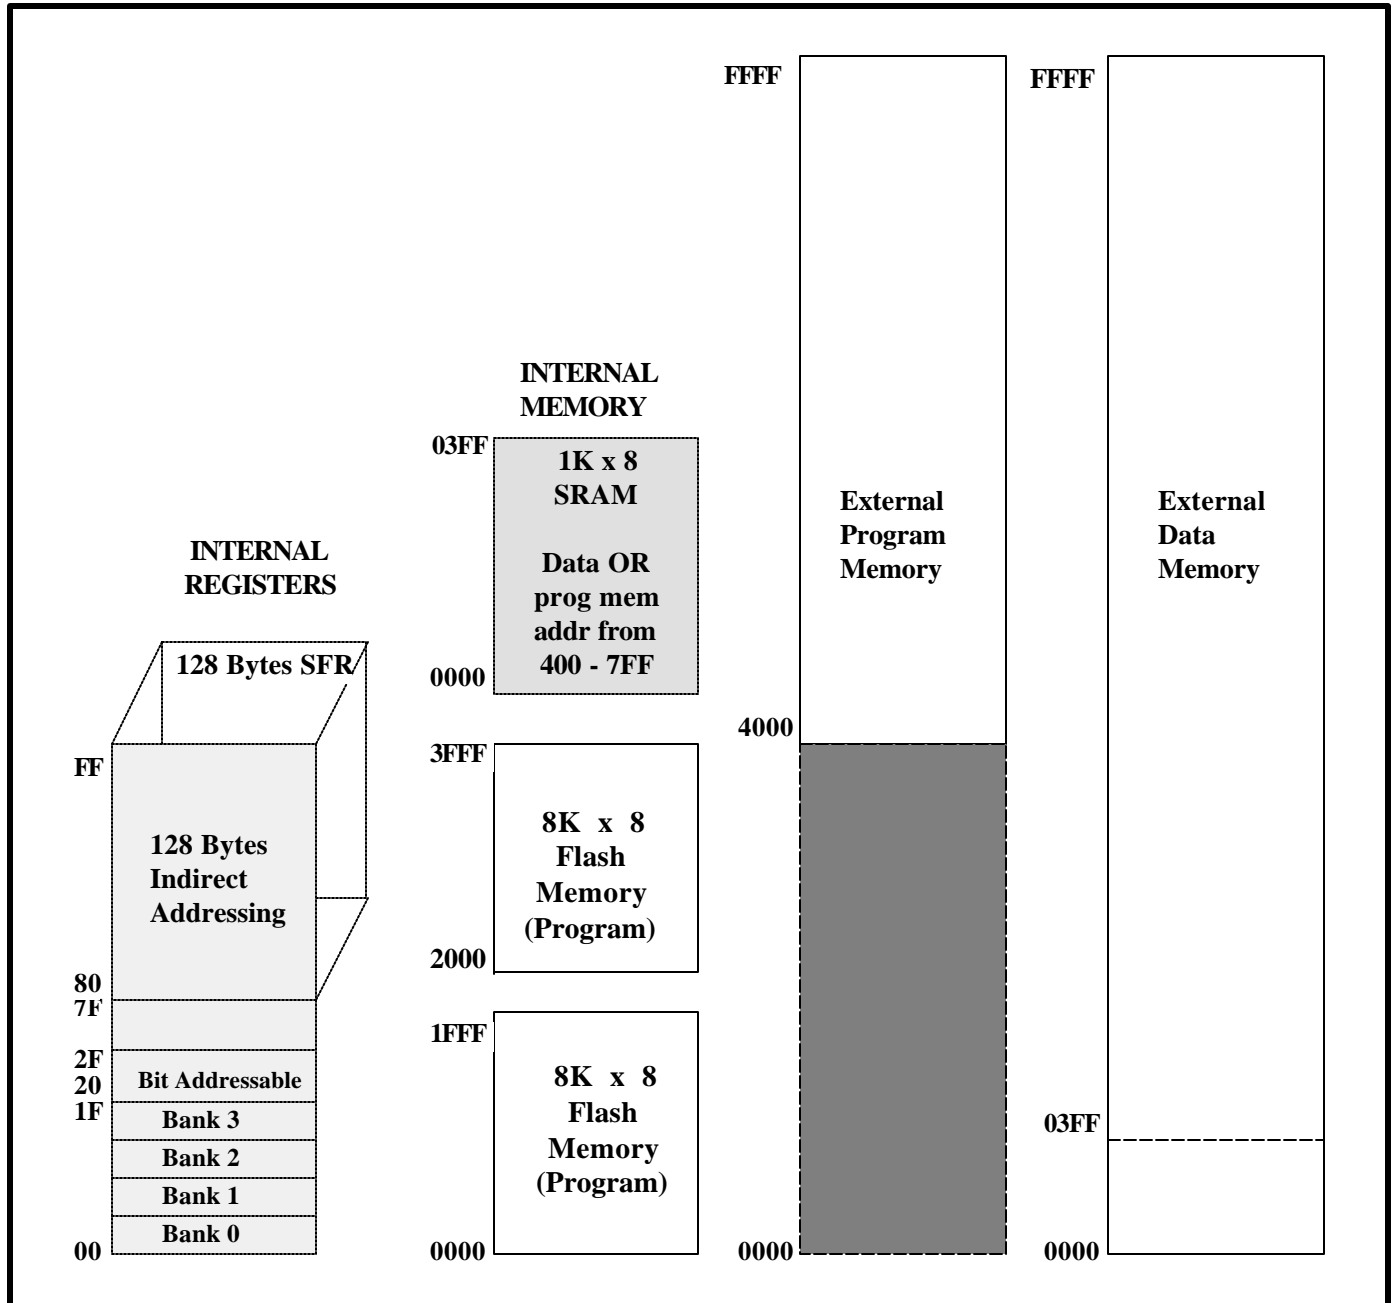 INTERNAL
REGISTERS
128 Bytes SFR
FF
128 Bytes
Indirect
Addressing
80
7F
2F
20
Bit Addressable
1F
Bank 3
Bank 2
Bank 1
Bank 0
00
INTERNAL
MEMORY
03FF
1K x 8
SRAM
Data OR
prog mem
addr from
400 - 7FF
0000
3FFF
8K x 8
Flash
Memory
(Program)
2000
1FFF
8K x 8
Flash
Memory
(Program)
0000
FFFF
External
Program
Memory
4000
0000
FFFF
External
Data
Memory
03FF
0000